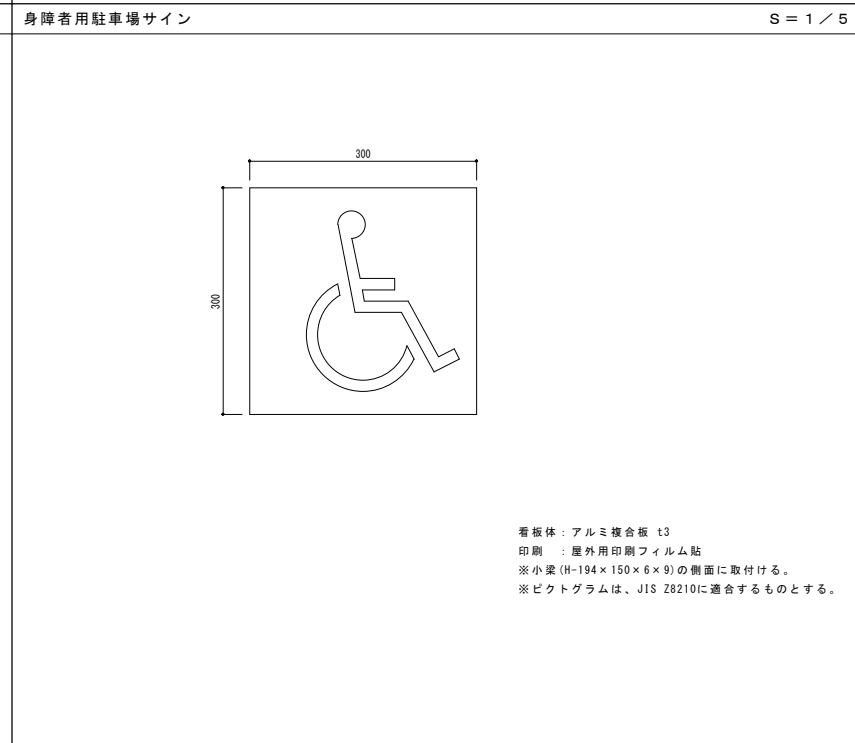 身障者用駐車場サイン
S=1/5
300
300
看板体:アルミ複合板 t3
印刷 :屋外用印刷フィルム貼
※小梁(H-194×150×6×9)の側面に取付ける。
※ピクトグラムは、JIS Z8210に適合するものとする。